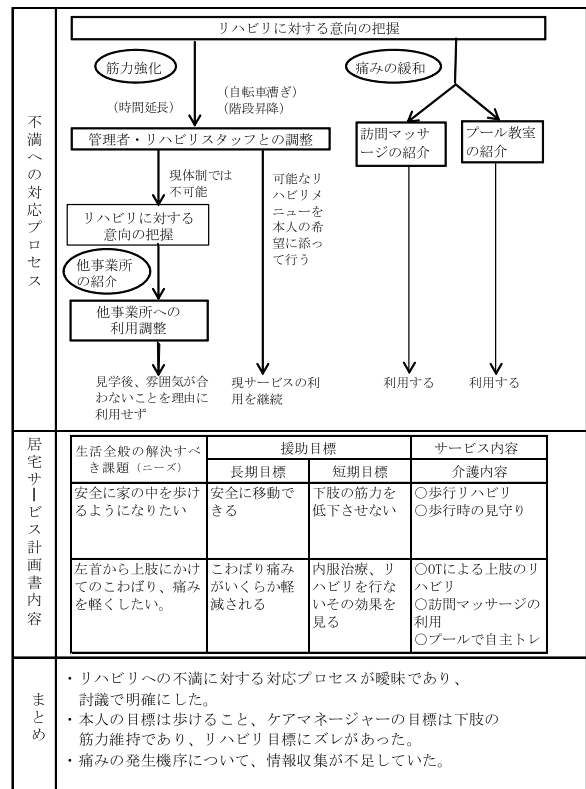 リハビリに対する意向の把握
筋力強化
痛みの緩和
(時間延長)
(自転車漕ぎ)
(階段昇降)
管理者・リハビリスタッフとの調整
訪問マッサ
ージの紹介
プール教室
の紹介
現体制では
不可能
可能なリ
ハビリメ
ニューを
本人の希
望に添っ
て行う
リハビリに対する
意向の把握
他事業所
の紹介
他事業所への
利用調整
見学後、雰囲気が合
わないことを理由に
利用せず
現サービスの利
用を継続
利用する
利用する
不満への対応プロセス
居宅サービス計画書内容
生活全般の解決すべ
き課題(ニーズ)
援助目標
サービス内容
長期目標
短期目標
介護内容
安全に家の中を歩け
るようになりたい
安全に移動で
きる
下肢の筋力を
低下させない
○歩行リハビリ
○歩行時の見守り
左首から上肢にかけ
てのこわばり、痛み
を軽くしたい。
こわばり痛み
がいくらか軽
減される
内服治療、リ
ハビリを行な
いその効果を
見る
○OTによる上肢のリ
ハビリ
○訪問マッサージの
利用
○プールで自主トレ
まとめ
・リハビリへの不満に対する対応プロセスが曖昧であり、
討議で明確にした。
・本人の目標は歩けること、ケアマネージャーの目標は下肢の
筋力維持であり、リハビリ目標にズレがあった。
・痛みの発生機序について、情報収集が不足していた。